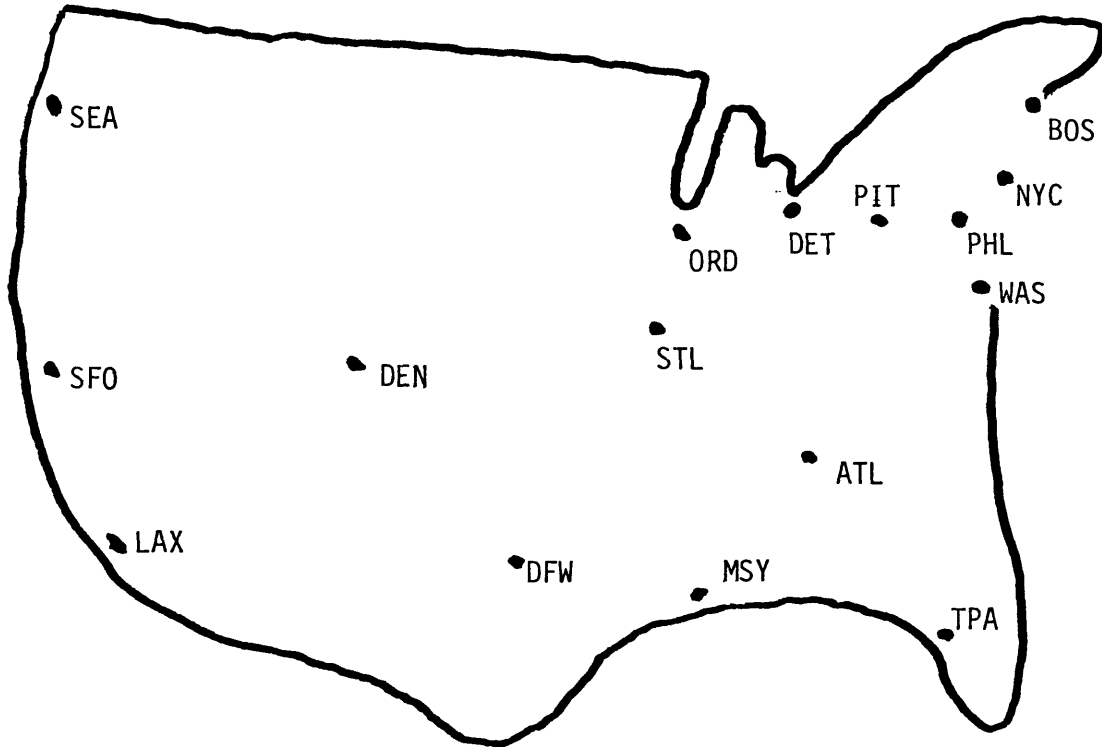 SEA
BOS
PIT
NYC
DET
PHL
ORD
WAS
STL
SFO
DEN
ATL
LAX
DFW
MSY
TPA